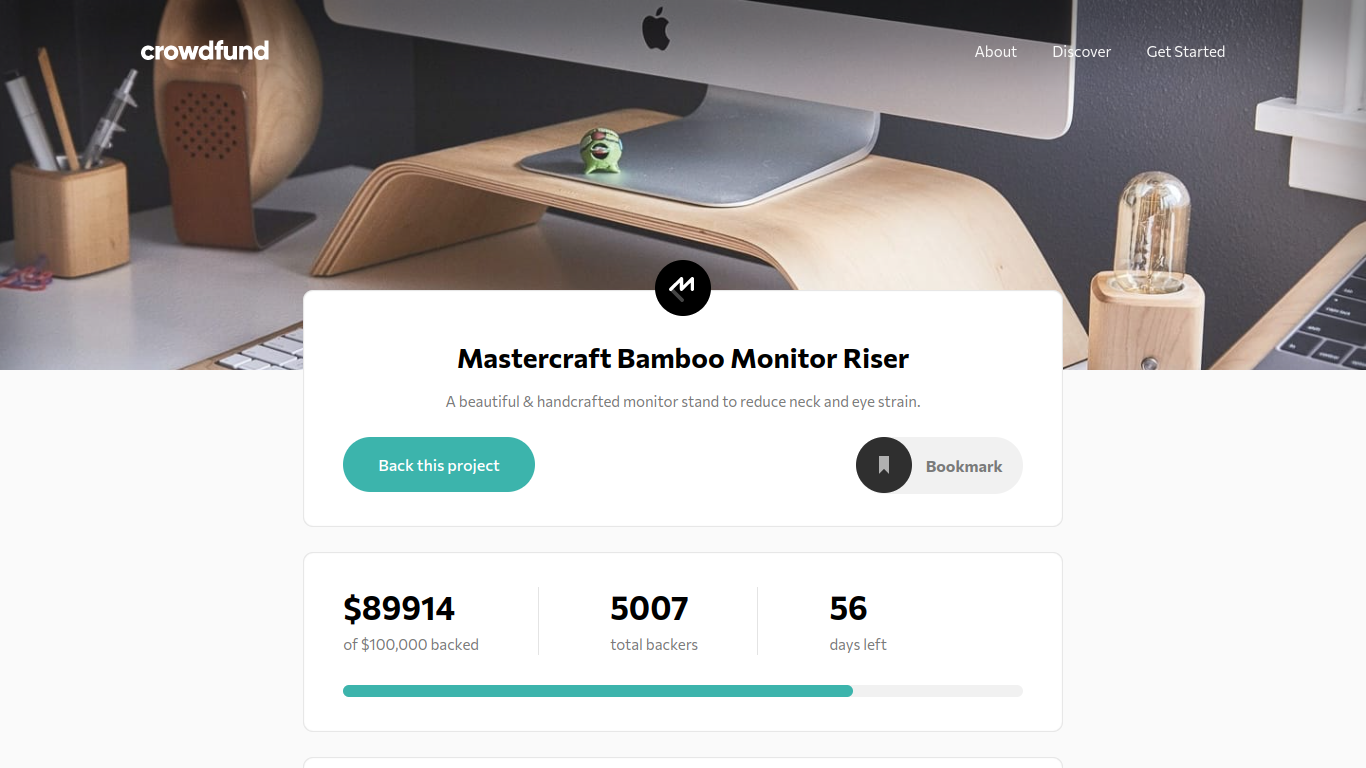 crowdfund
About
Discover
Get Started
Mastercraft Bamboo Monitor Riser
A beautiful & handcrafted monitor stand to reduce neck and eye strain.
Back this project
Bookmark
$89914
5007
56
of $100,000 backed
total backers
days left